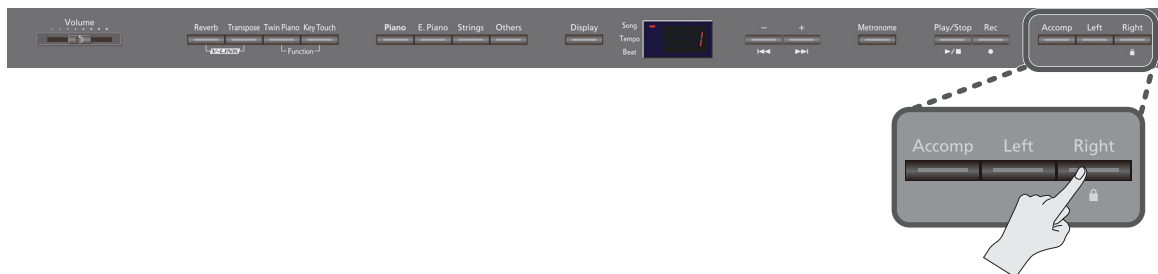 Volume
Reverb Transpose Twin Piano Key Touch
V-LINK Function
Piano E. Piano Strings Others
Display
Song
Tempo
Beat
1
− +
Metronome
Play/Stop Rec
Accomp Left Right
Accomp Left Right